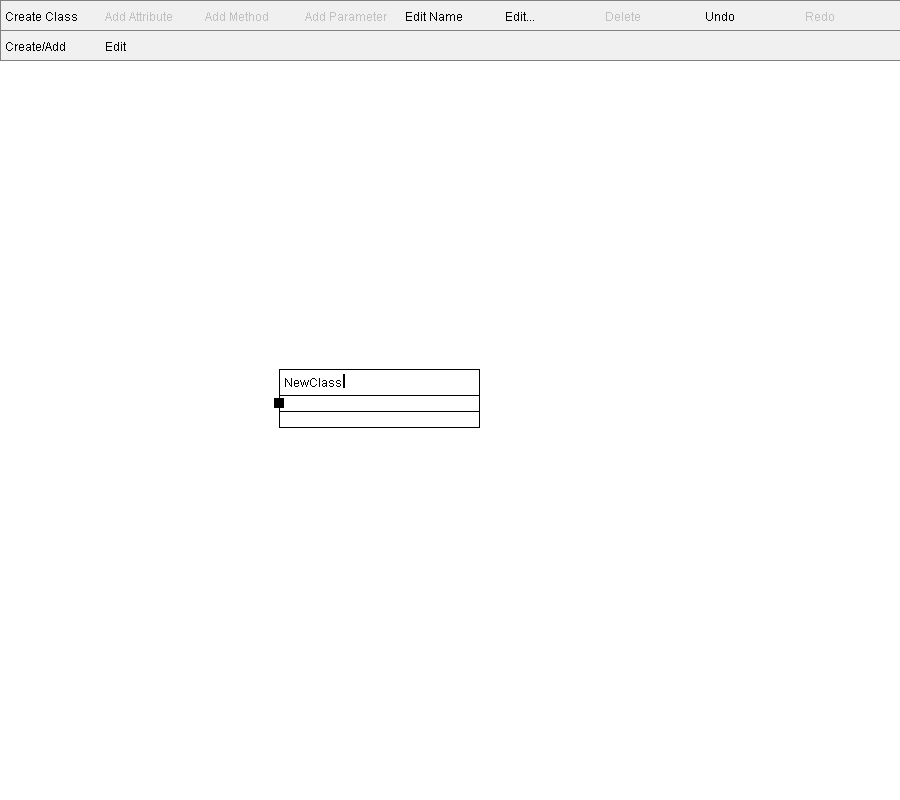 Create Class Add Attribute Add Method Add Parameter Edit Name Edit... Delete Undo Redo
Create/Add Edit
NewClass